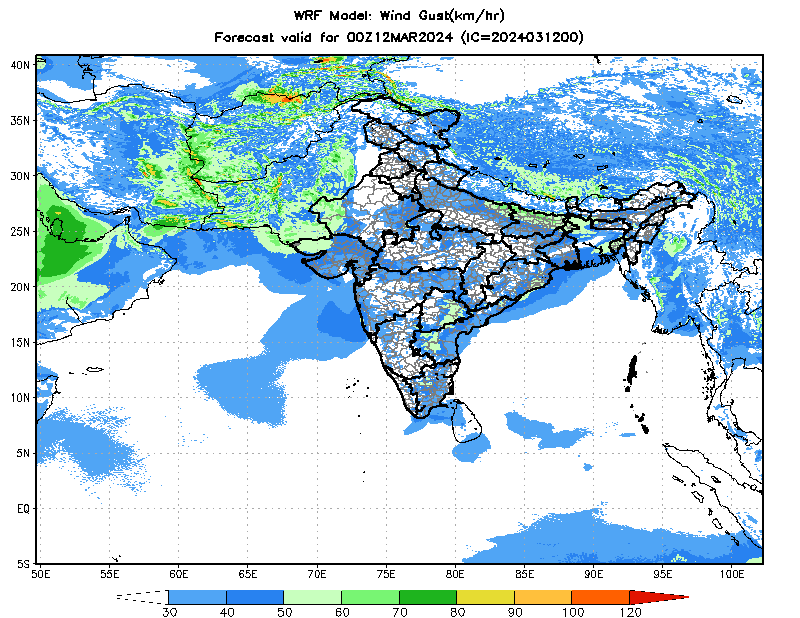 WRF Model: Wind Gust(km/hr)
Forecast valid for 00Z12MAR2024 (IC=2024031200)
40N
35N
30N
25N
20N
15N
10N
5N
EQ
5S
50E 55E 60E 65E 70E 75E 80E 85E 90E 95E 100E
30 40 50 60 70 80 90 100 120